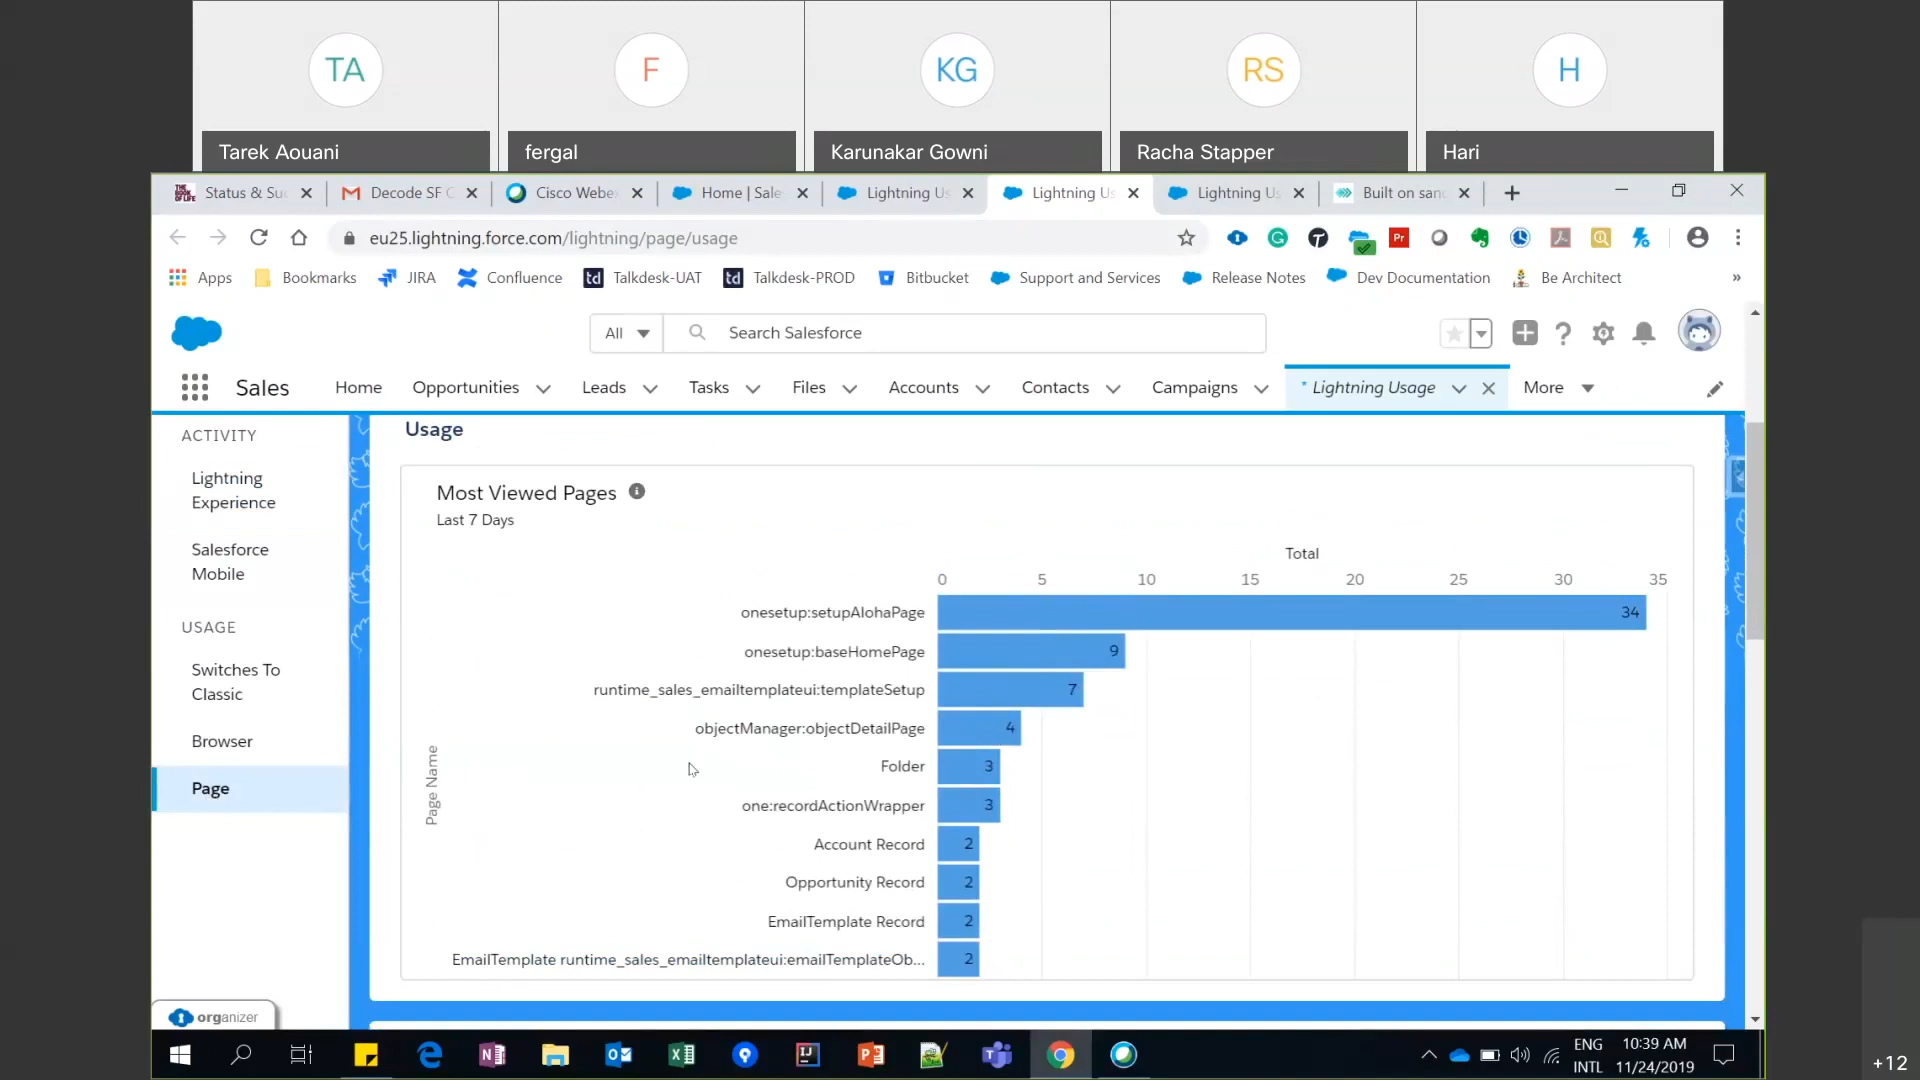 TA
F
KG
RS
H
Tarek Aouani
fergal
Karunakar Gowni
Racha Stapper
Hari
Status & Su
Decode SF
Cisco Webe
Home | Sale
Lightning Us
Lightning Us
Lightning Us
Built on sand
eu25.lightning.force.com/lightning/page/usage
Apps
Bookmarks
JIRA
Confluence
td Talkdesk-UAT
td Talkdesk-PROD
Bitbucket
Support and Services
Release Notes
Dev Documentation
Be Architect
»
All
Search Salesforce
Sales
Home
Opportunities
Leads
Tasks
Files
Accounts
Contacts
Campaigns
* Lightning Usage
More
ACTIVITY
Lightning
Experience
Salesforce
Mobile
USAGE
Switches To
Classic
Browser
Page
Usage
Most Viewed Pages
Last 7 Days
Total
0 5 10 15 20 25 30 35
Page Name
onesetup:setupAlohaPage 34
onesetup:baseHomePage 9
runtime_sales_emailtemplateui:templateSetup 7
objectManager:objectDetailPage 4
Folder 3
one:recordActionWrapper 3
Account Record 2
Opportunity Record 2
EmailTemplate Record 2
EmailTemplate runtime_sales_emailtemplateui:emailTemplateOb... 2
organizer
ENG
INTL
10:39 AM
11/24/2019
+12